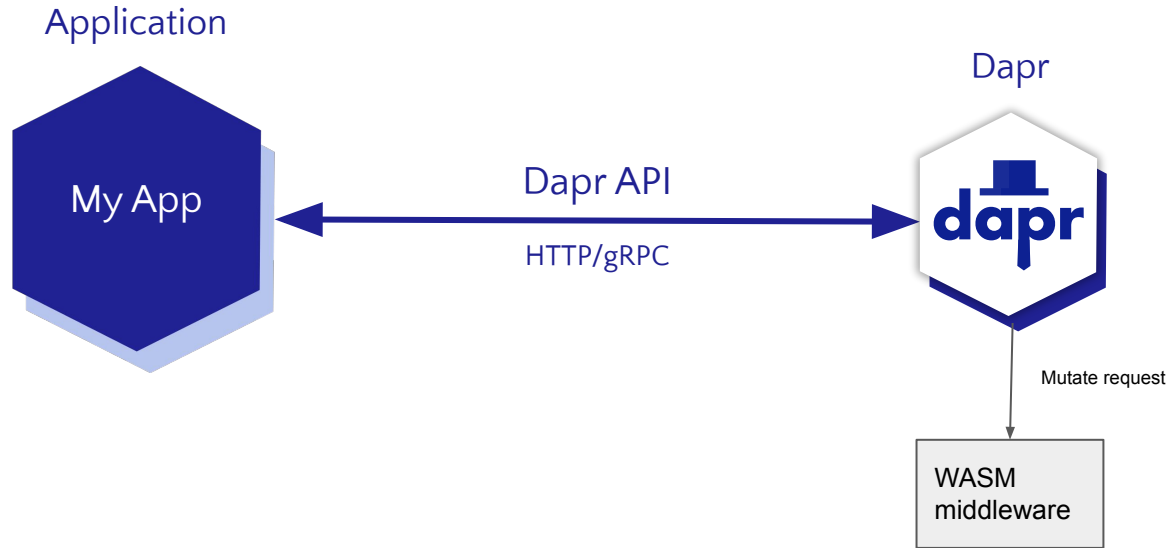 Application
My App
Dapr API
HTTP/gRPC
Dapr
dapr
Mutate request
WASM
middleware